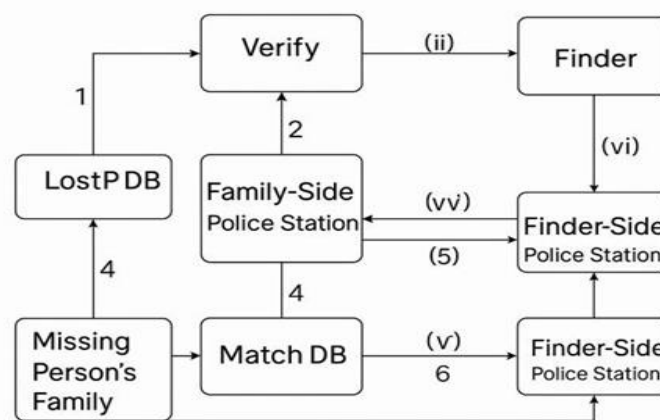 Verify
(ii)
Finder
1
2
(vi)
LostP DB
Family-Side
Police Station
(vv)
(5)
Finder-Side
Police Station
4
4
Missing
Person's
Family
Match DB
(v)
6
Finder-Side
Police Station